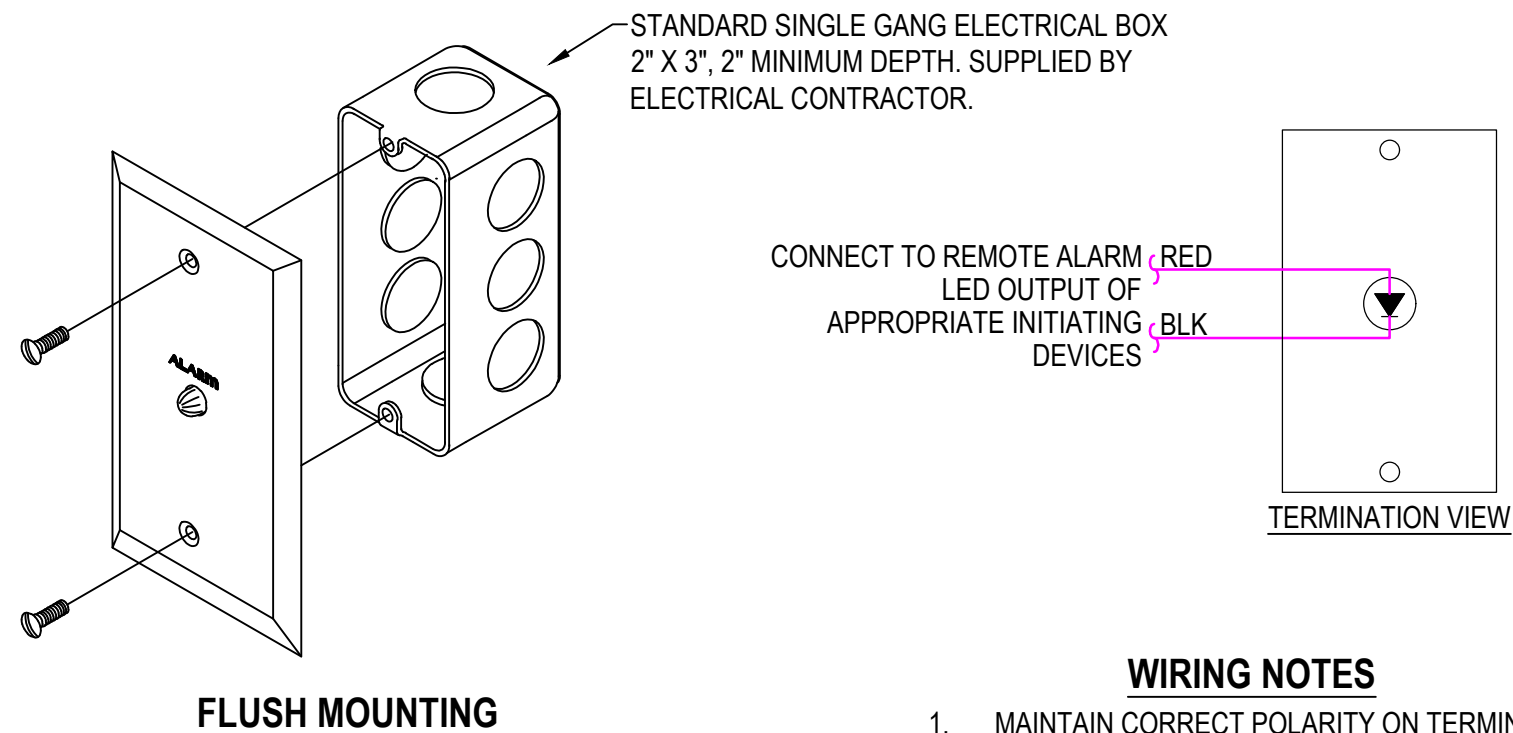 STANDARD SINGLE GANG ELECTRICAL BOX
2" X 3", 2" MINIMUM DEPTH. SUPPLIED BY
ELECTRICAL CONTRACTOR.
ALARM
CONNECT TO REMOTE ALARM RED
LED OUTPUT OF
APPROPRIATE INITIATING BLK
DEVICES
TERMINATION VIEW
FLUSH MOUNTING
WIRING NOTES
1. MAINTAIN CORRECT POLARITY ON